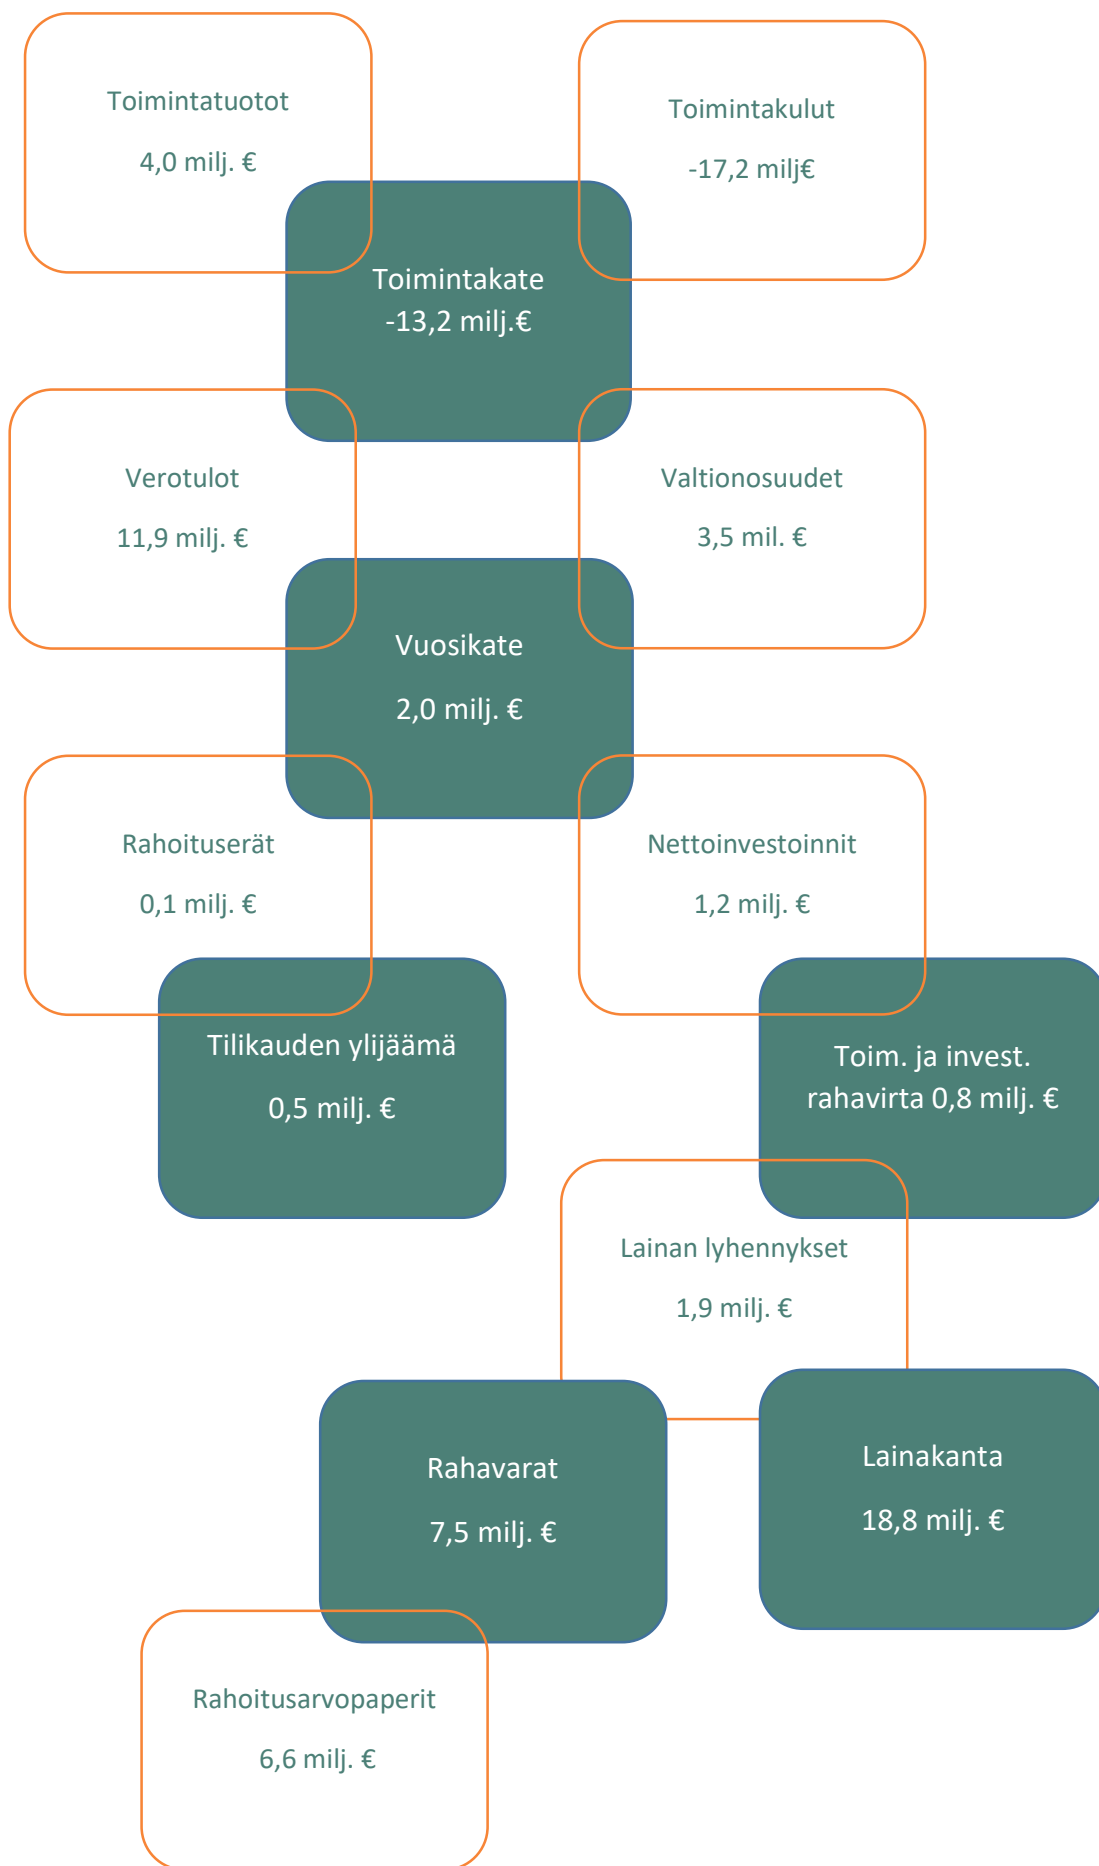 Toimintatuotot
4,0 milj. €
Toimintakulut
-17,2 milj€
Toimintakate
-13,2 milj.€
Verotulot
11,9 milj. €
Valtionosuudet
3,5 mil. €
Vuosikate
2,0 milj. €
Rahoituserät
0,1 milj. €
Nettoinvestoinnit
1,2 milj. €
Tilikauden ylijäämä
0,5 milj. €
Toim. ja invest.
rahavirta 0,8 milj. €
Lainan lyhennykset
1,9 milj. €
Rahavarat
7,5 milj. €
Lainakanta
18,8 milj. €
Rahoitusarvopaperit
6,6 milj. €